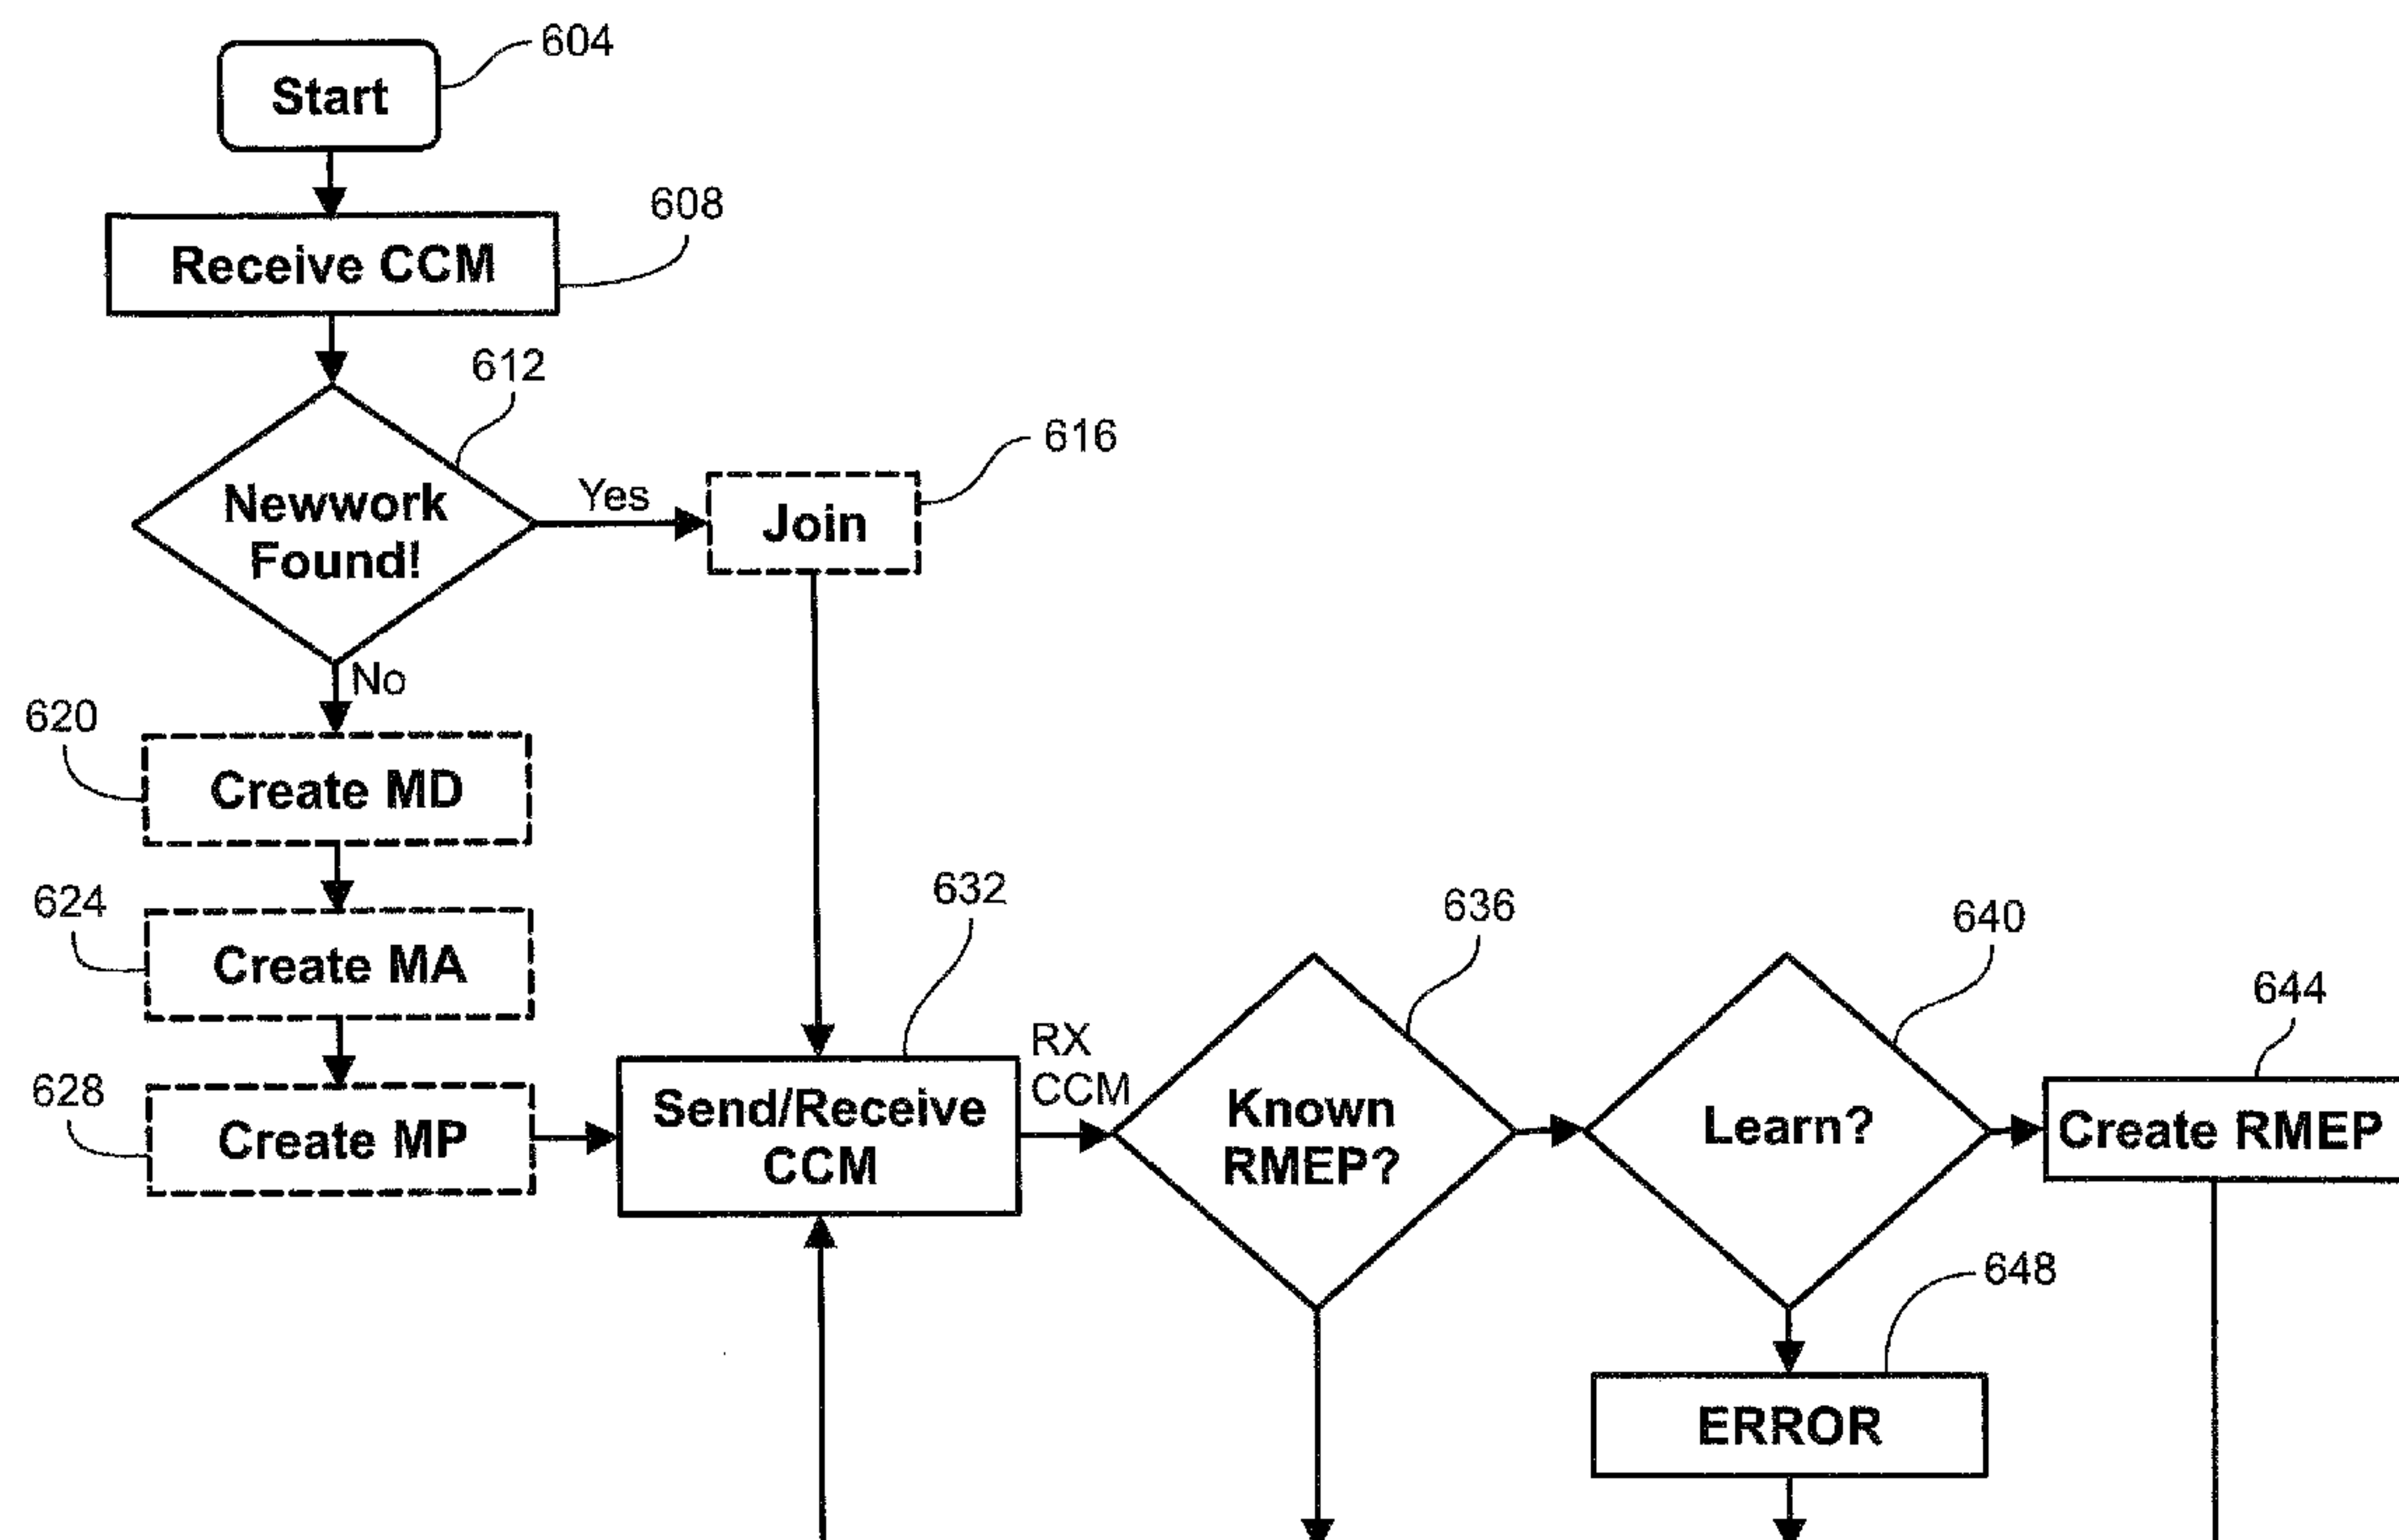 604
Start
608
Receive CCM
612
616
Newwork
Found!
Yes
Join
No
620
Create MD
624
Create MA
628
Create MP
632
Send/Receive
CCM
RX
CCM
636
Known
RMEP?
640
Learn?
644
Create RMEP
648
ERROR